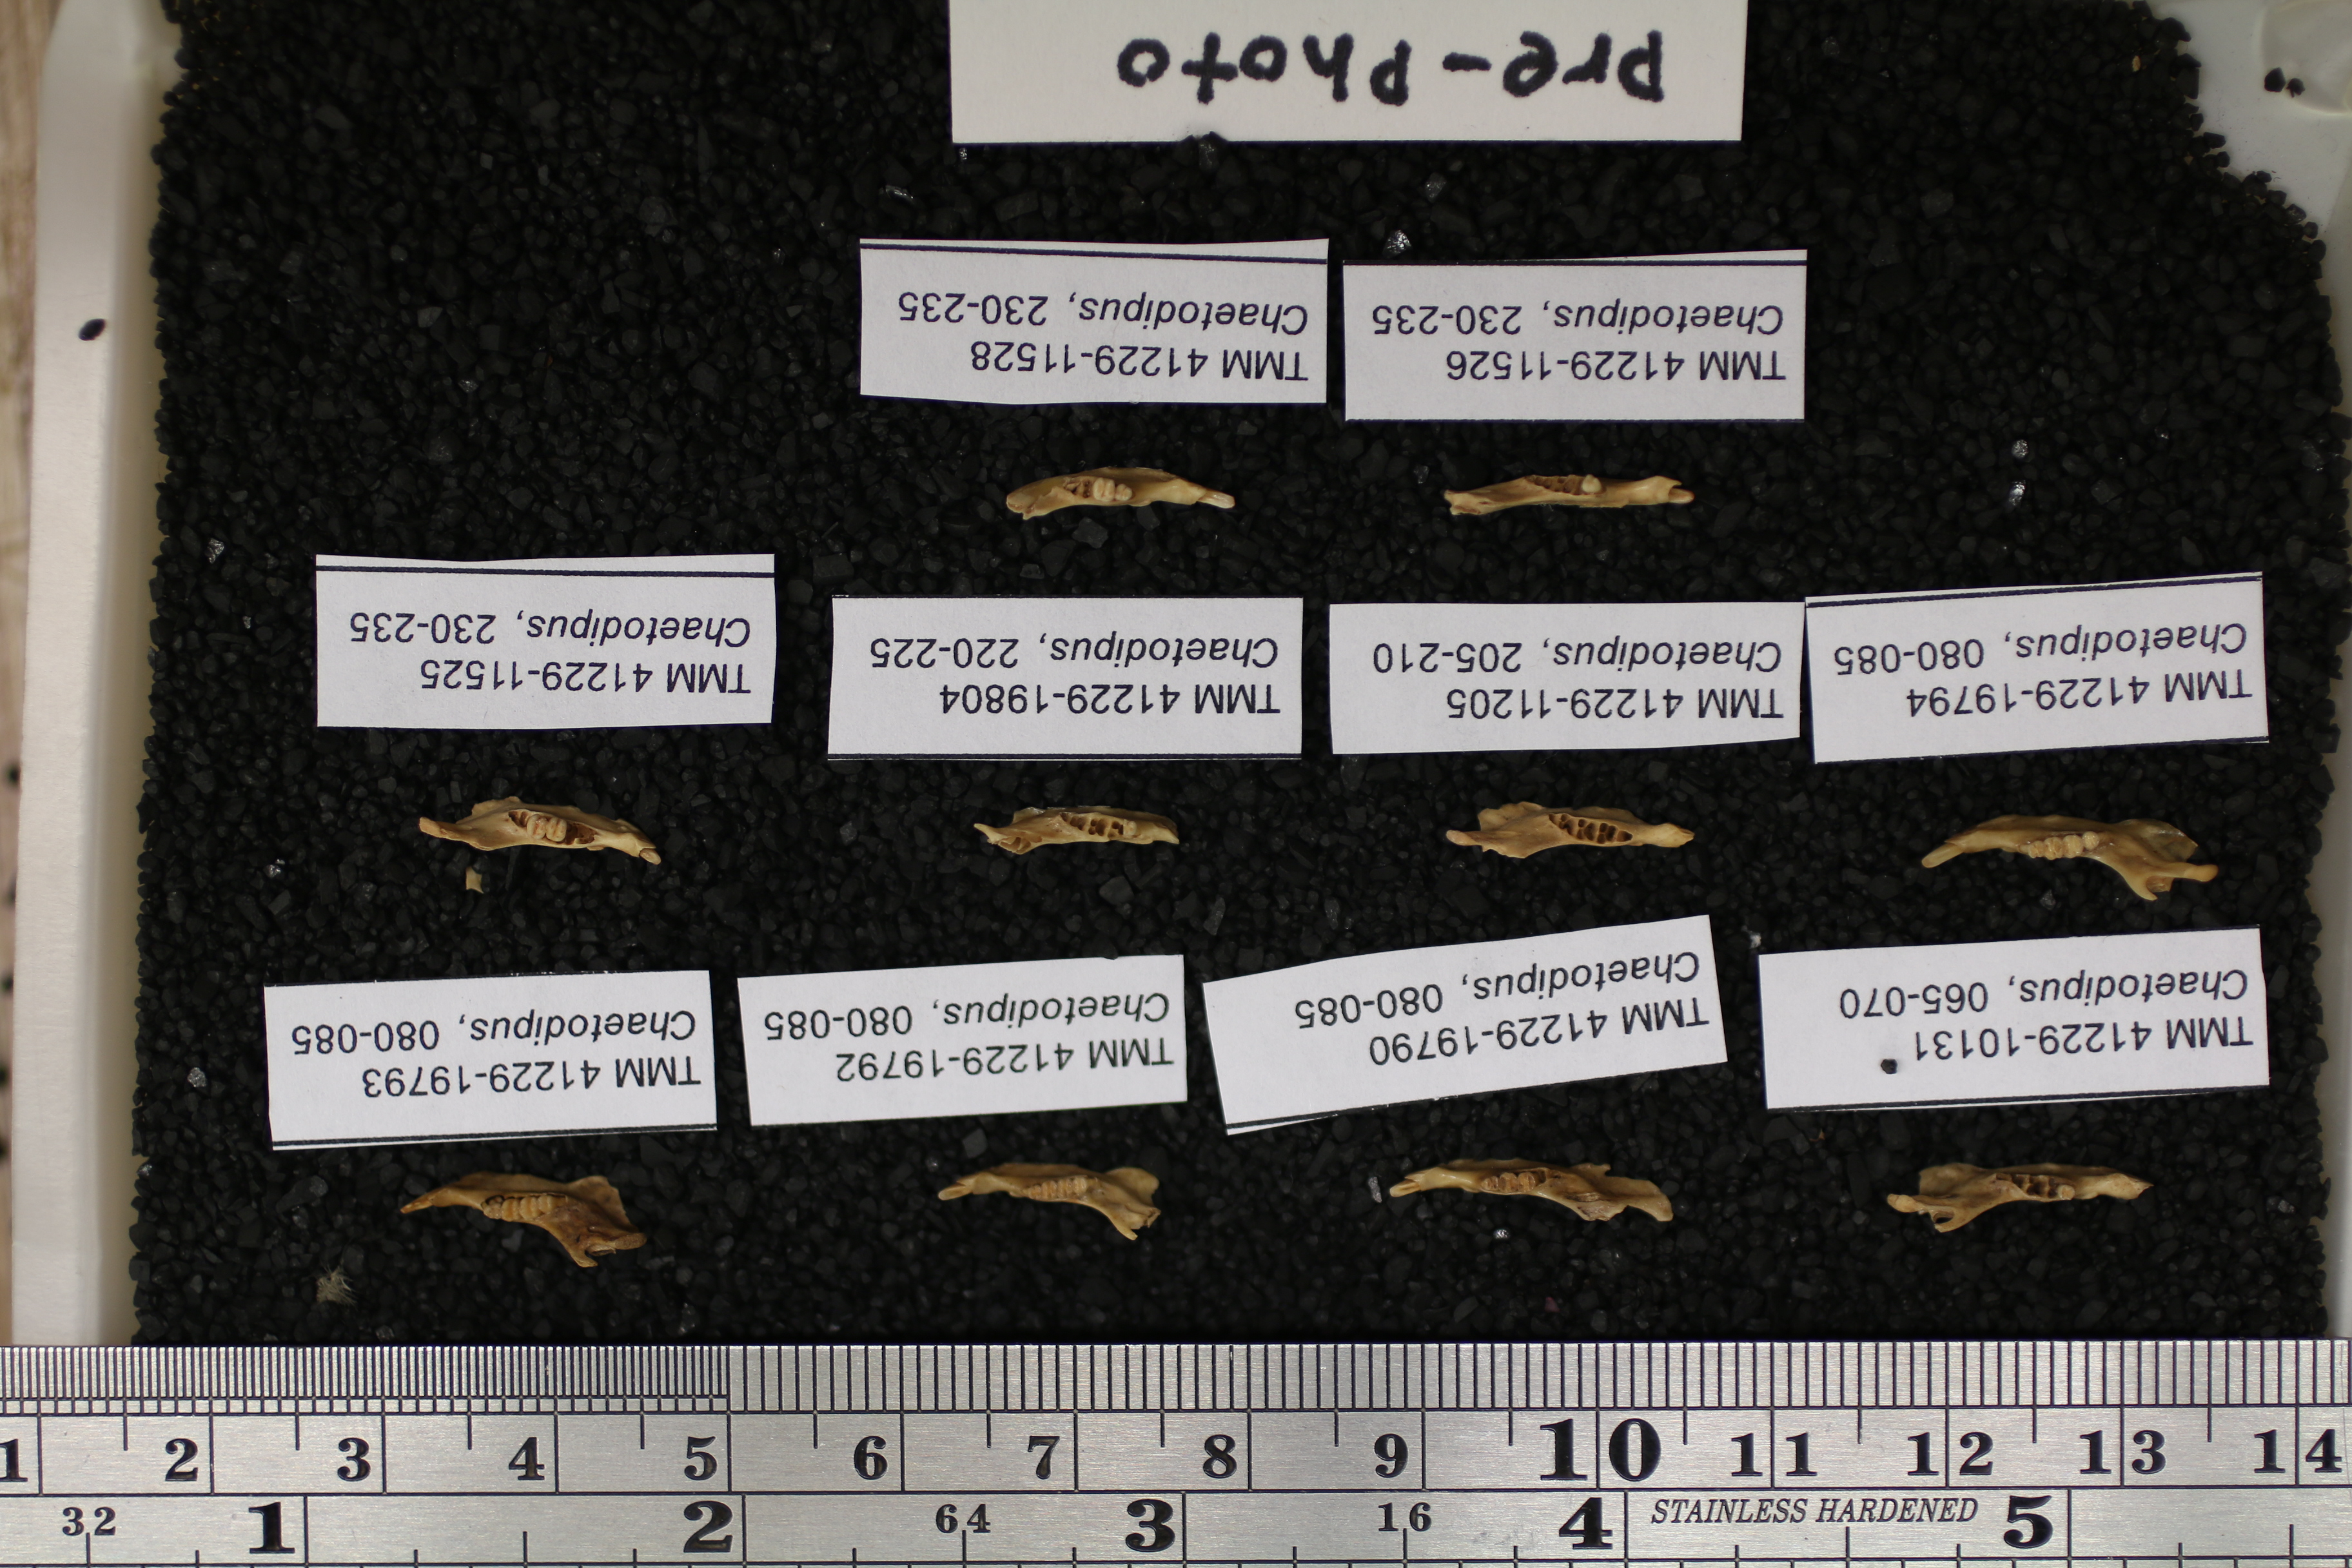 Pre-Photo
TMM 41229-11528
Chaetodipus, 230-235
TMM 41229-11526
Chaetodipus, 230-235
TMM 41229-11525
Chaetodipus, 230-235
TMM 41229-19804
Chaetodipus, 220-225
TMM 41229-11205
Chaetodipus, 205-210
TMM 41229-19794
Chaetodipus, 080-085
TMM 41229-19793
Chaetodipus, 080-085
TMM 41229-19792
Chaetodipus, 080-085
TMM 41229-19790
Chaetodipus, 080-085
TMM 41229-10131
Chaetodipus, 065-070
1 2 3 4 5 6 7 8 9 10 11 12 13 14
32 1 2 64 3 16 4 STAINLESS HARDENED 5